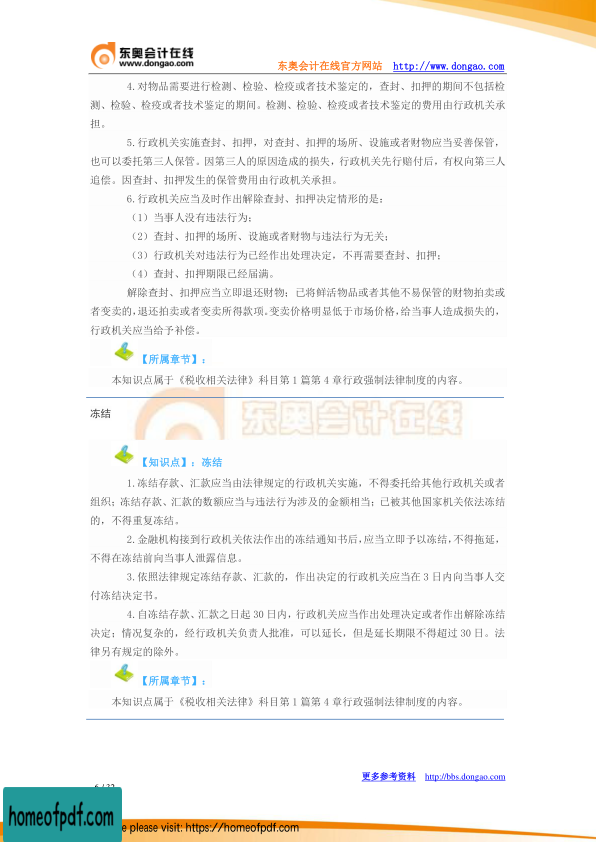 东奥会计在线
www.dongao.com
东奥会计在线官方网站 http://www.dongao.com
4.对物品需要进行检测、检验、检疫或者技术鉴定的，查封、扣押的期间不包括检
测、检验、检疫或者技术鉴定的期间。检测、检验、检疫或者技术鉴定的费用由行政机关承
担。
5.行政机关实施查封、扣押，对查封、扣押的场所、设施或者财物应当妥善保管，
也可以委托第三人保管。因第三人的原因造成的损失，行政机关先行赔付后，有权向第三人
追偿。因查封、扣押发生的保管费用由行政机关承担。
6.行政机关应当及时作出解除查封、扣押决定情形的是：
（1）当事人没有违法行为；
（2）查封、扣押的场所、设施或者财物与违法行为无关；
（3）行政机关对违法行为已经作出处理决定，不再需要查封、扣押；
（4）查封、扣押期限已经届满。
解除查封、扣押应当立即退还财物；已将鲜活物品或者其他不易保管的财物拍卖或
者变卖的，退还拍卖或者变卖所得款项。变卖价格明显低于市场价格，给当事人造成损失的，
行政机关应当给予补偿。
【所属章节】：
本知识点属于《税收相关法律》科目第1篇第4章行政强制法律制度的内容。
东奥会计在线
冻结
【知识点】：冻结
1.冻结存款、汇款应当由法律规定的行政机关实施，不得委托给其他行政机关或者
组织；冻结存款、汇款的数额应当与违法行为涉及的金额相当；已被其他国家机关依法冻结
的，不得重复冻结。
2.金融机构接到行政机关依法作出的冻结通知书后，应当立即予以冻结，不得拖延，
不得在冻结前向当事人泄露信息。
3.依照法律规定冻结存款、汇款的，作出决定的行政机关应当在3日内向当事人交
付冻结决定书。
4.自冻结存款、汇款之日起30日内，行政机关应当作出处理决定或者作出解除冻结
决定；情况复杂的，经行政机关负责人批准，可以延长，但是延长期限不得超过30日。法
律另有规定的除外。
【所属章节】：
本知识点属于《税收相关法律》科目第1篇第4章行政强制法律制度的内容。
更多参考资料 http://bbs.dongao.com
homeofpdf.com
please visit: https://homeofpdf.com